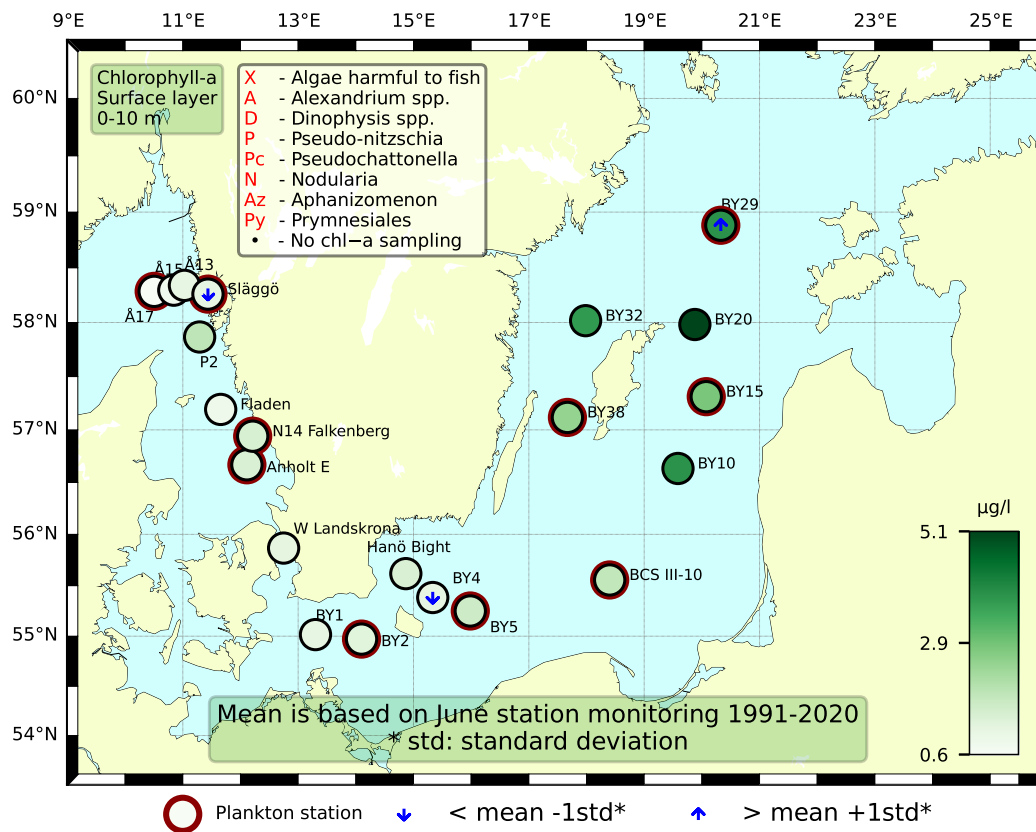 9°E 11°E 13°E 15°E 17°E 19°E 21°E 23°E 25°E
Chlorophyll-a
Surface layer
0-10 m
X - Algae harmful to fish
A - Alexandrium spp.
D - Dinophysis spp.
P - Pseudo-nitzschia
Pc - Pseudochattonella
N - Nodularia
Az - Aphanizomenon
Py - Prymnesiales
• - No chl−a sampling
60°N
59°N
58°N
57°N
56°N
55°N
54°N
BY29
Å13
Å15
Släggö
Å17
BY32
BY20
P2
BY15
Fladen
BY38
N14 Falkenberg
Anholt E
BY10
W Landskrona
Hanö Bight
BY4
BCS III-10
BY1
BY5
BY2
µg/l
5.1
2.9
0.6
Mean is based on June station monitoring 1991-2020
* std: standard deviation
Plankton station < mean -1std* > mean +1std*